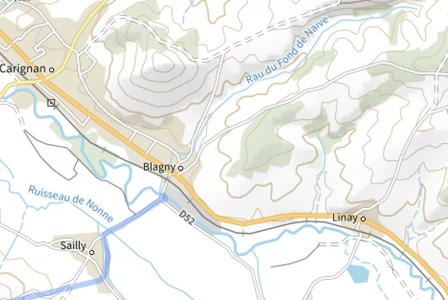 Carignan
Rau du Fond de Naive
Blagny
Ruisseau de Nonne
D52
Linay
Sailly